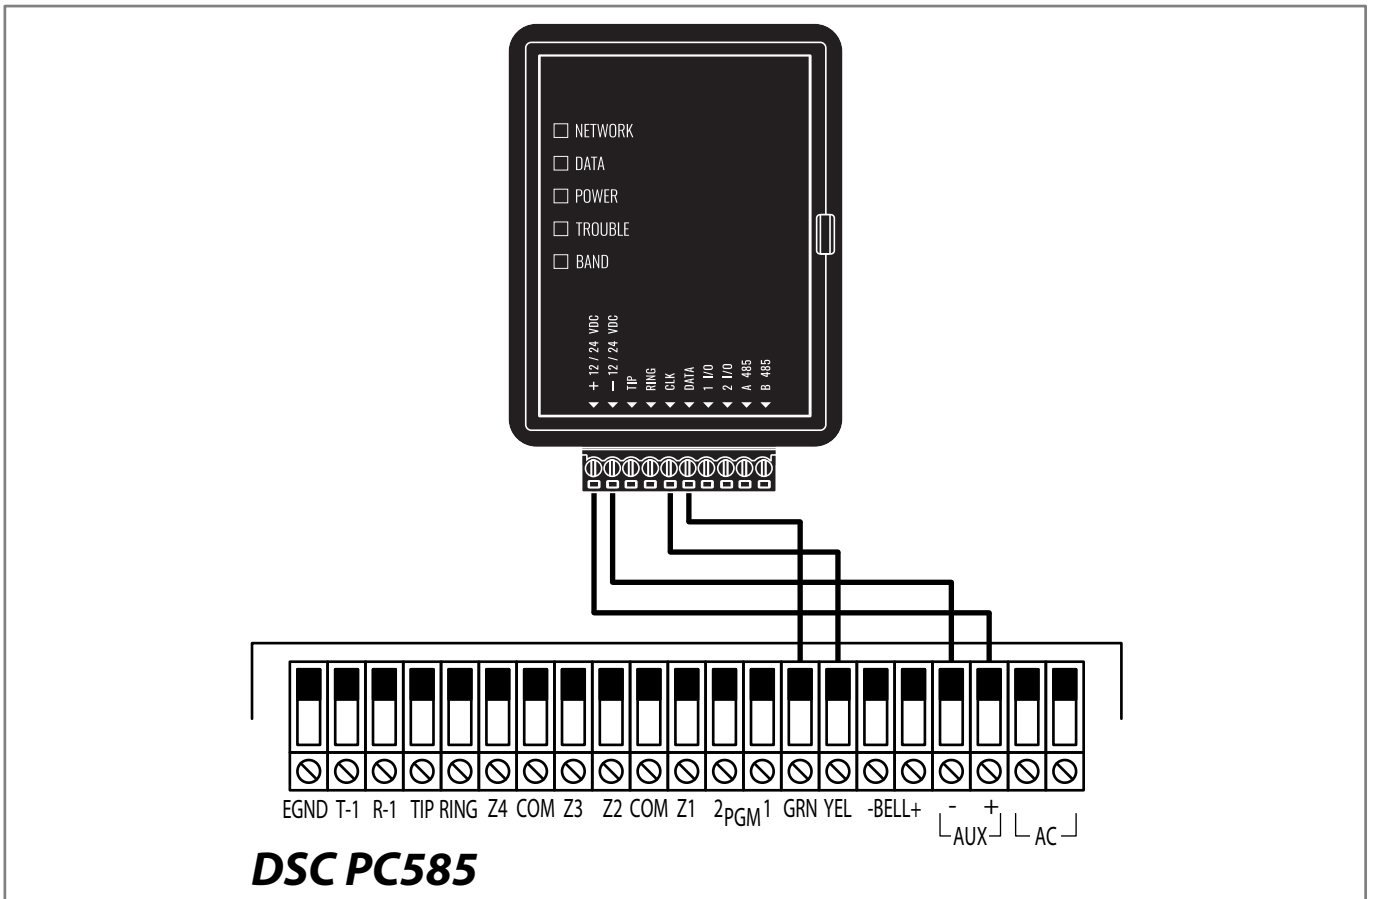 NETWORK
DATA
POWER
TROUBLE
BAND
+ 12 / 24 VDC
− 12 / 24 VDC
TIP
RING
CLK
DATA
1 I/O
2 I/O
A 485
B 485
EGND T-1 R-1 TIP RING Z4 COM Z3 Z2 COM Z1 2 PGM 1 GRN YEL -BELL+ - +
AUX AC
DSC PC585